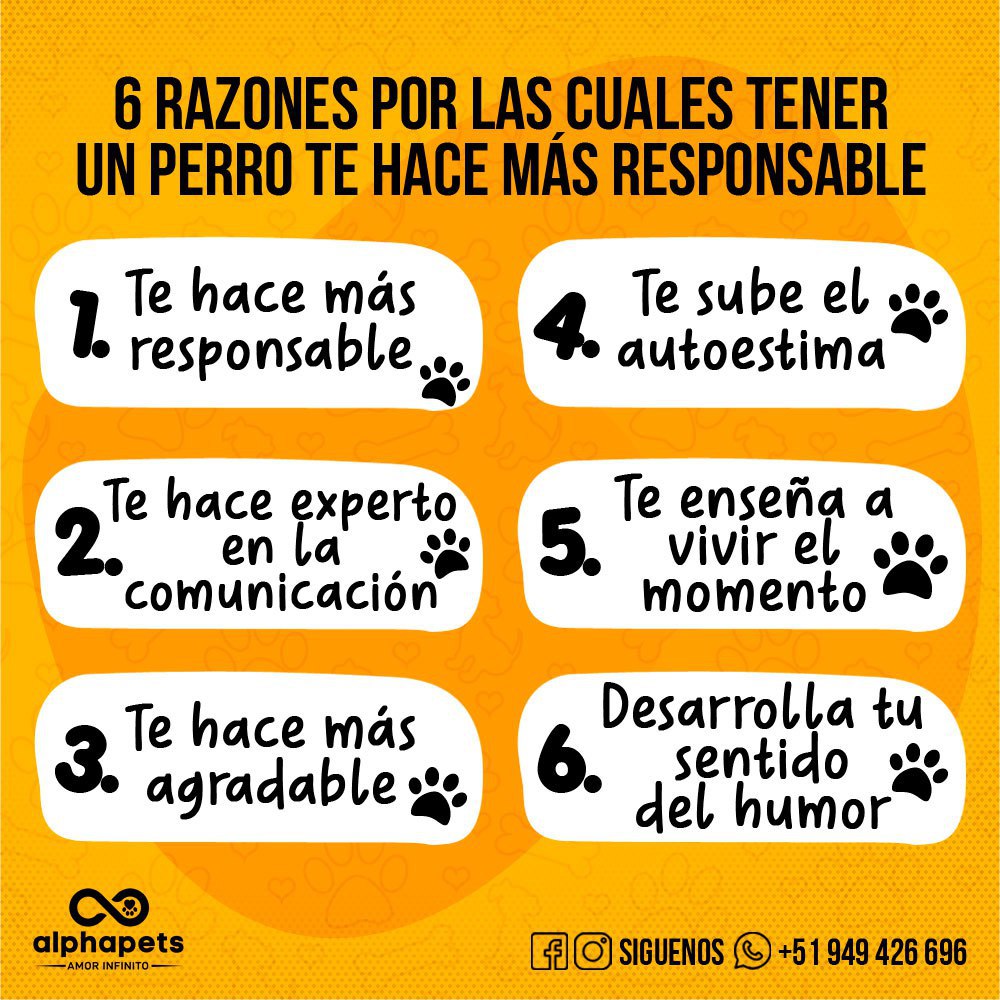 6 RAZONES POR LAS CUALES TENER
UN PERRO TE HACE MÁS RESPONSABLE
1. Te hace más
responsable
2. Te hace experto
en la
comunicación
3. Te hace más
agradable
4. Te sube el
autoestima
5. Te enseña a
vivir el
momento
6. Desarrolla tu
sentido
del humor
alphapets
AMOR INFINITO
SIGUENOS +51 949 426 696